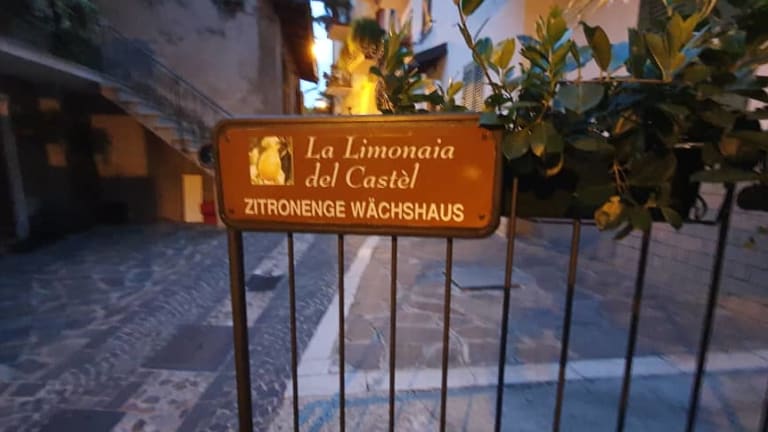 La Limonaia
del Castèl
ZITRONENGE WÄCHSHAUS